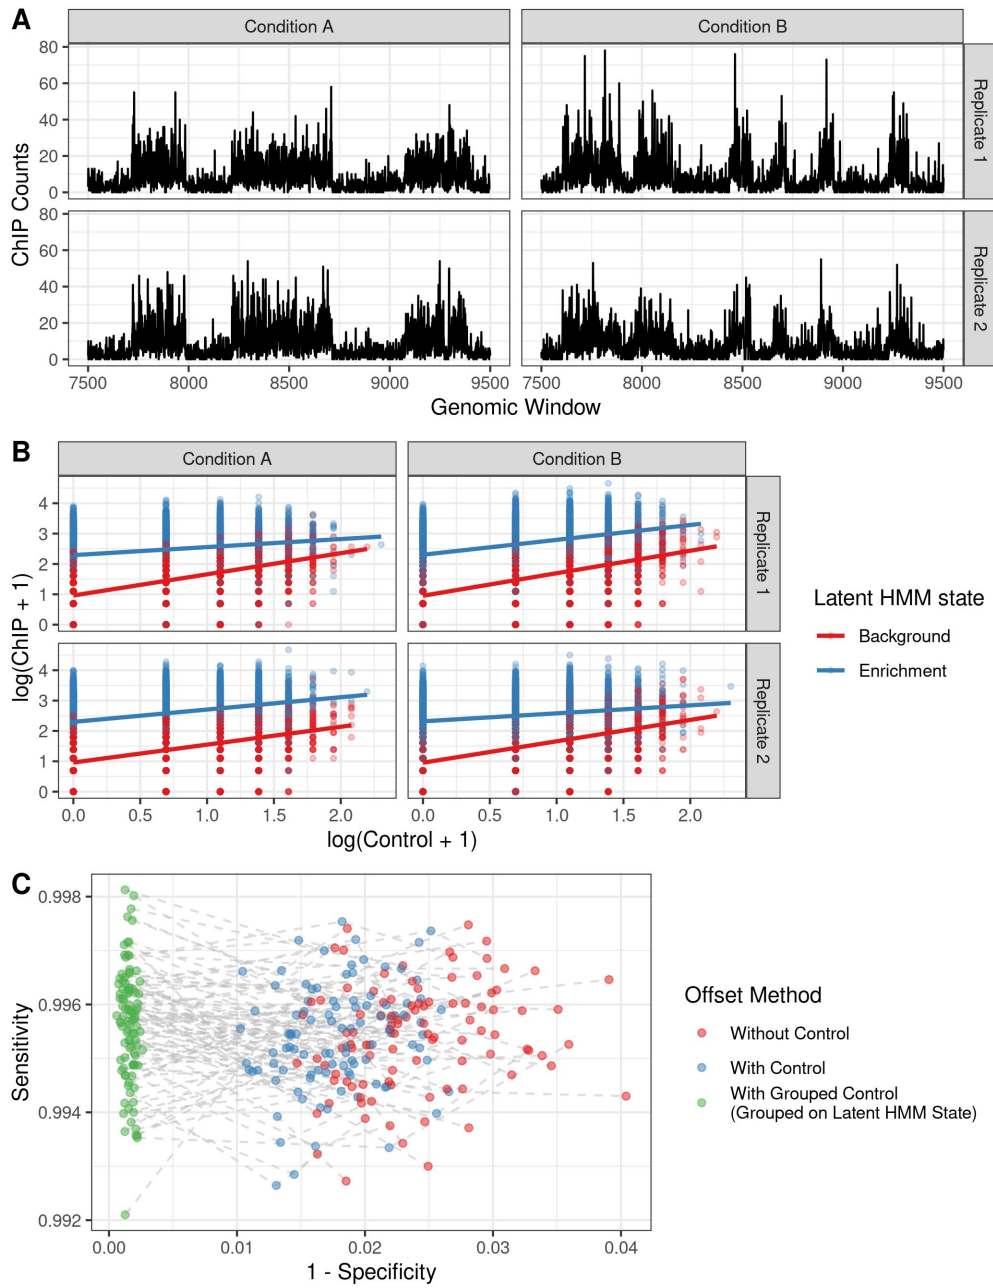 A
Condition A
Condition B
80
60
40
20
0
Replicate 1
ChIP Counts
80
60
40
20
0
Replicate 2
7500 8000 8500 9000 9500 7500 8000 8500 9000 9500
Genomic Window
B
Condition A
Condition B
4
3
2
1
0
Replicate 1
log(ChIP + 1)
4
3
2
1
0
Replicate 2
0.0 0.5 1.0 1.5 2.0 0.0 0.5 1.0 1.5 2.0
log(Control + 1)
Latent HMM state
Background
Enrichment
C
0.998
0.996
0.994
0.992
Sensitivity
0.00 0.01 0.02 0.03 0.04
1 - Specificity
Offset Method
Without Control
With Control
With Grouped Control
(Grouped on Latent HMM State)